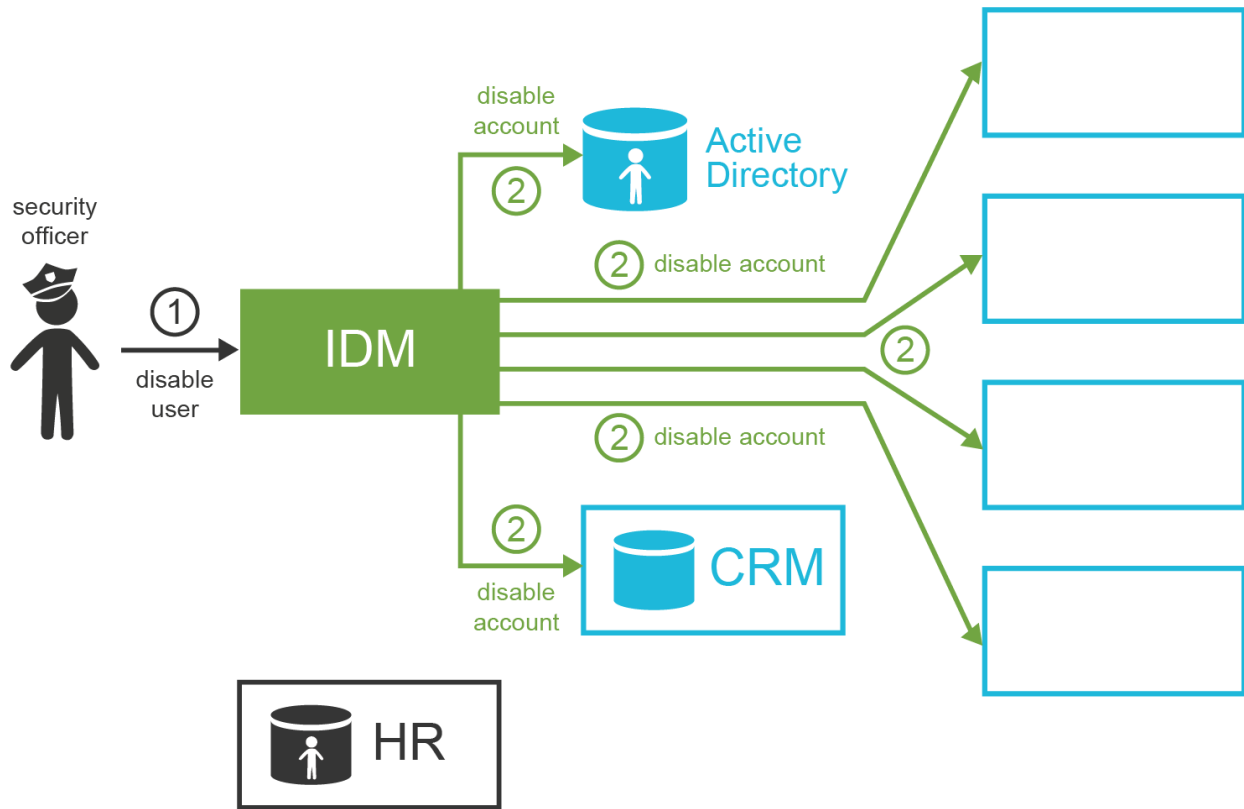 disable
account
2
Active
Directory
security
officer
2 disable account
1
IDM
disable
user
2
2 disable account
2
disable
account
CRM
HR